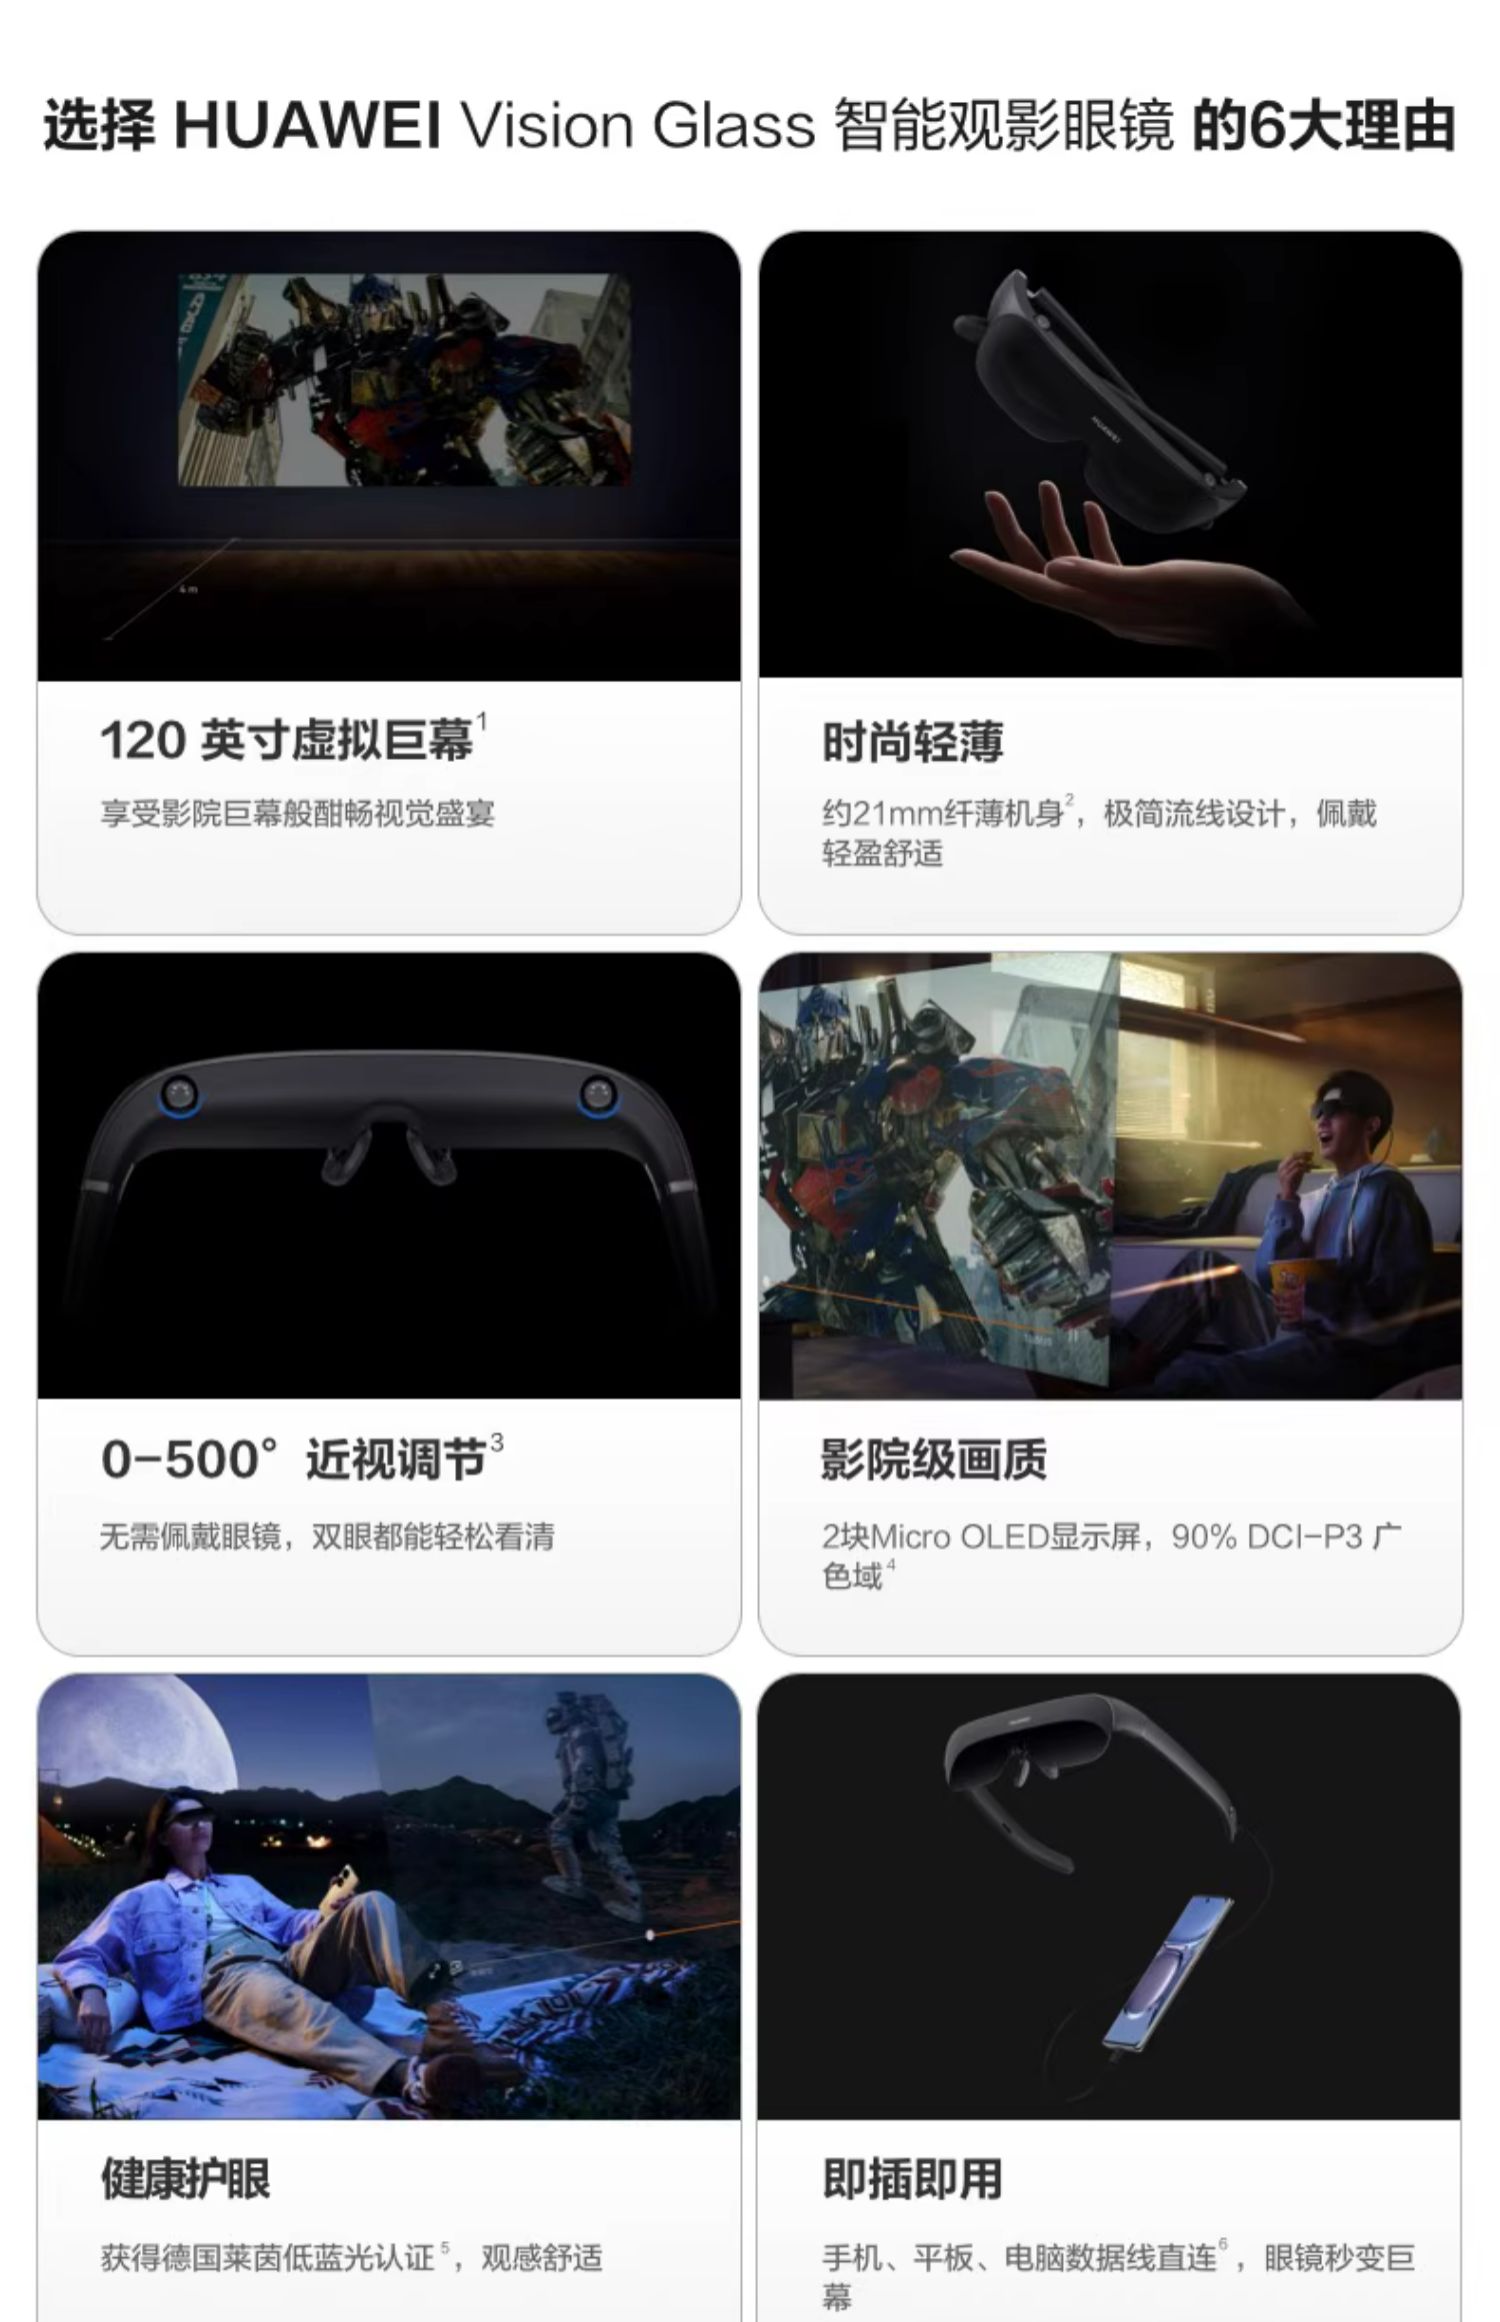 选择 HUAWEI Vision Glass 智能观影眼镜 的6大理由
4 m
HUAWEI
120 英寸虚拟巨幕1
享受影院巨幕般酣畅视觉盛宴
时尚轻薄
约21mm纤薄机身2，极简流线设计，佩戴
轻盈舒适
0-500° 近视调节3
无需佩戴眼镜，双眼都能轻松看清
影院级画质
2块Micro OLED显示屏，90% DCI-P3 广
色域4
健康护眼
获得德国莱茵低蓝光认证5，观感舒适
即插即用
手机、平板、电脑数据线直连6，眼镜秒变巨
幕